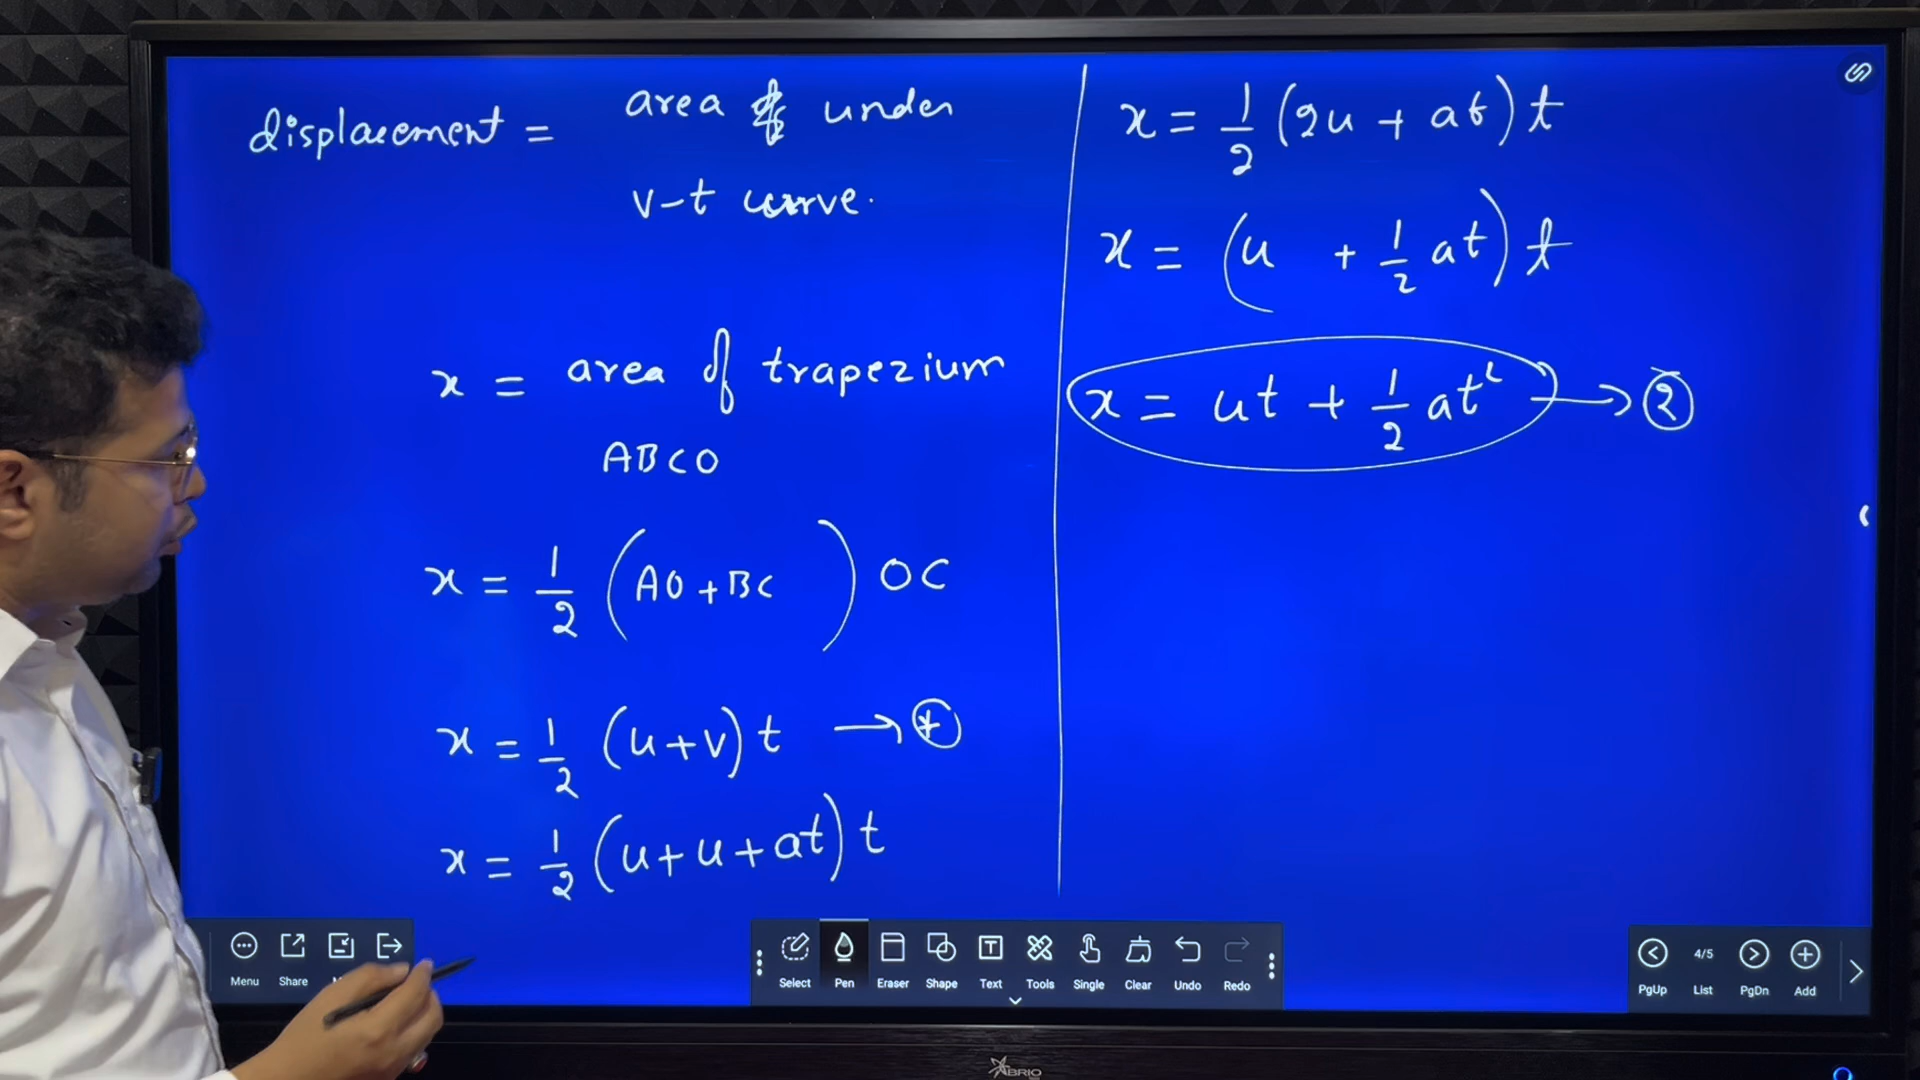 displacement = area of under
v-t curve.
x = area of trapezium
ABCO
x = 1/2 (AO + BC) OC
x = 1/2 (u+v) t → *
x = 1/2 (u+u+at) t
x = 1/2 (2u + at) t
x = (u + 1/2 at) t
x = ut + 1/2 at² → 2
Menu Share
Select Pen Eraser Shape Text Tools Single Clear Undo Redo
4/5
PgUp List PgDn Add
ABRIO